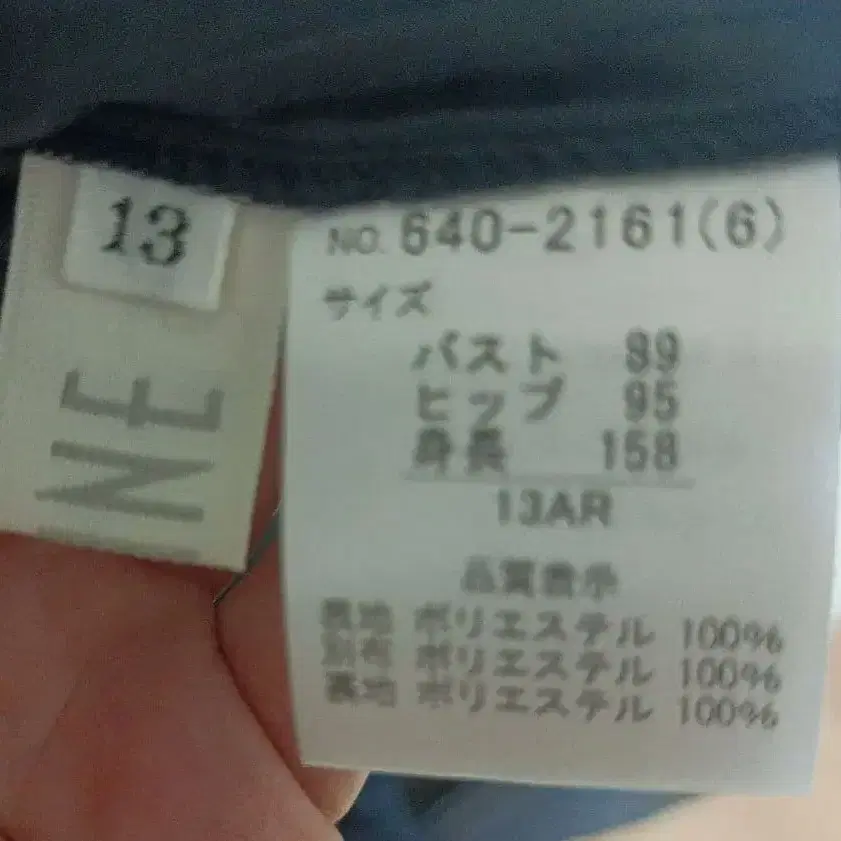 13
INE
NO. 640-2161(6)
サイズ
バスト 89
ヒップ 95
身長 158
13AR
品質表示
表地 ポリエステル 100%
別布 ポリエステル 100%
裏地 ポリエステル 100%